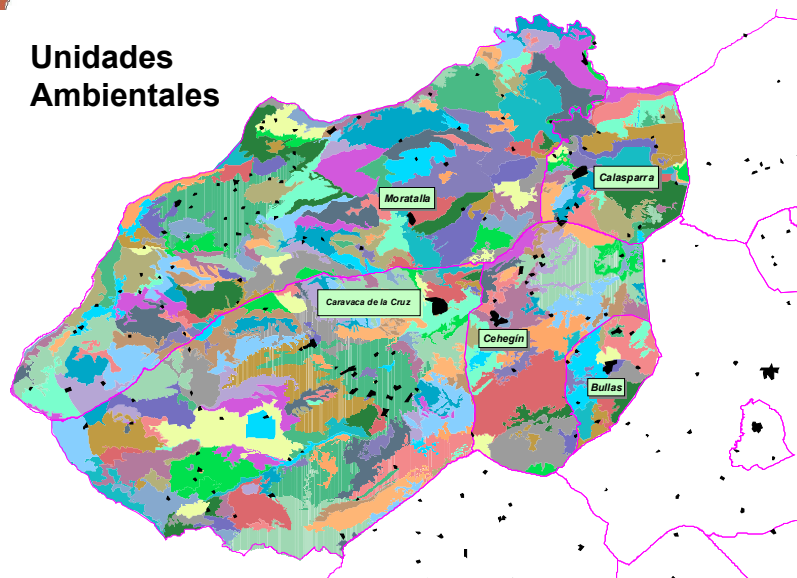 Unidades
Ambientales
Calasparra
Moratalla
Caravaca de la Cruz
Cehegín
Bullas